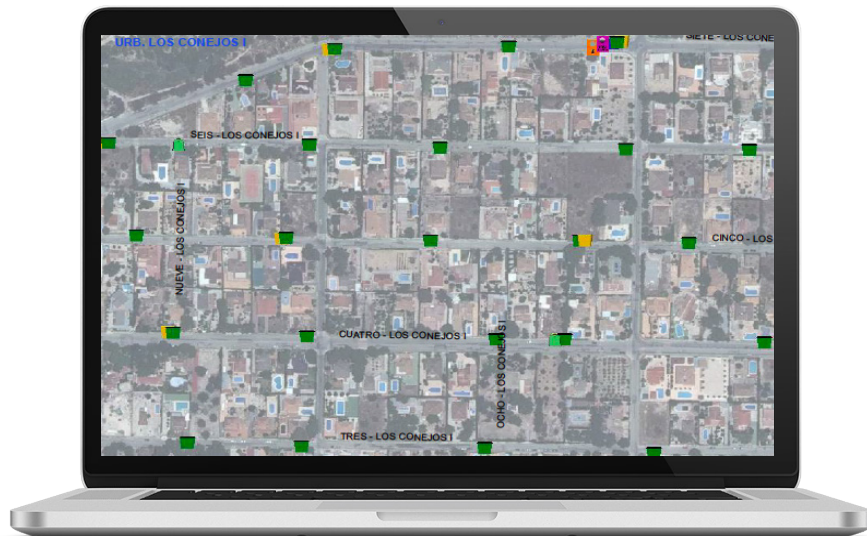 URB. LOS CONEJOS I
SIETE - LOS CONE
SEIS - LOS CONEJOS I
NUEVE - LOS CONEJOS I
CINCO - LOS
CUATRO - LOS CONEJOS I
OCHO - LOS CONEJOS I
TRES - LOS CONEJOS I